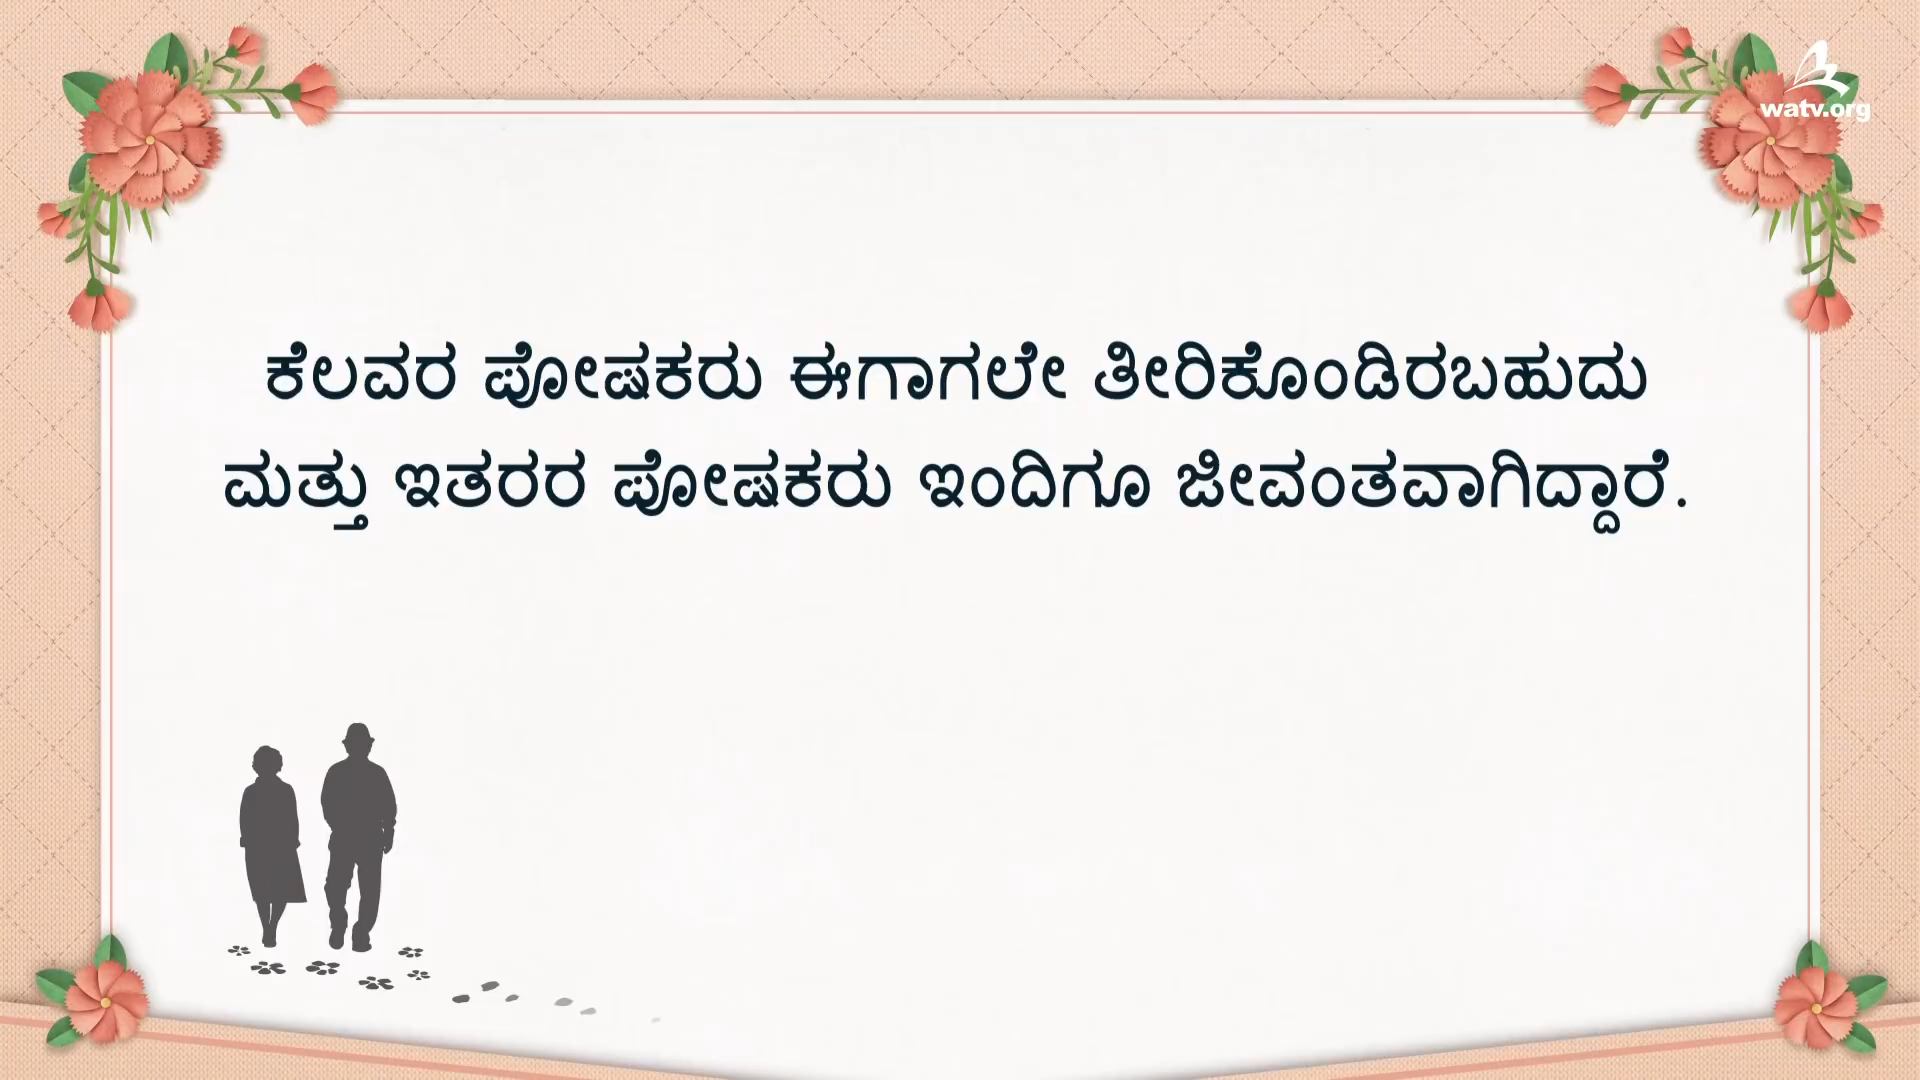 watv.org
ಕೆಲವರ ಪೋಷಕರು ಈಗಾಗಲೇ ತೀರಿಕೊಂಡಿರಬಹುದು
ಮತ್ತು ಇತರರ ಪೋಷಕರು ಇಂದಿಗೂ ಜೀವಂತವಾಗಿದ್ದಾರೆ.